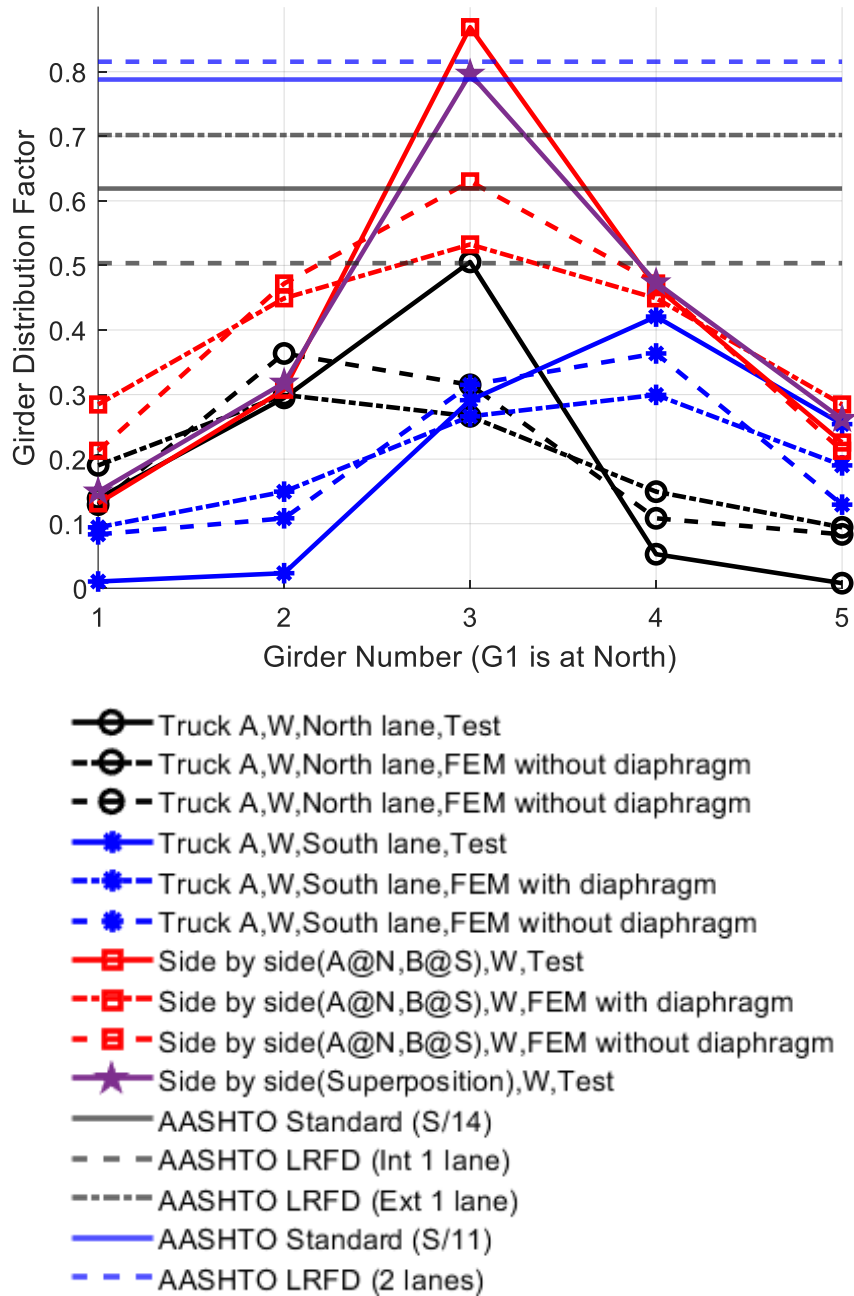 0.8
0.7
0.6
0.5
0.4
0.3
0.2
0.1
0
Girder Distribution Factor
1 2 3 4 5
Girder Number (G1 is at North)
Truck A,W,North lane,Test
Truck A,W,North lane,FEM without diaphragm
Truck A,W,North lane,FEM without diaphragm
Truck A,W,South lane,Test
Truck A,W,South lane,FEM with diaphragm
Truck A,W,South lane,FEM without diaphragm
Side by side(A@N,B@S),W,Test
Side by side(A@N,B@S),W,FEM with diaphragm
Side by side(A@N,B@S),W,FEM without diaphragm
Side by side(Superposition),W,Test
AASHTO Standard (S/14)
AASHTO LRFD (Int 1 lane)
AASHTO LRFD (Ext 1 lane)
AASHTO Standard (S/11)
AASHTO LRFD (2 lanes)